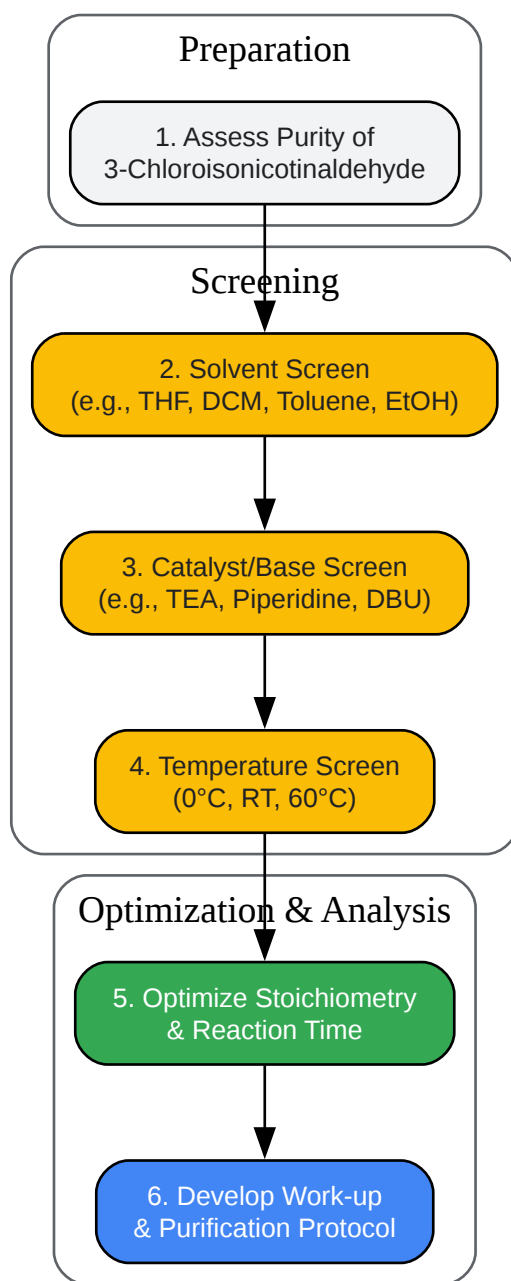 Preparation
1. Assess Purity of
3-Chloroisonicotinaldehyde
Screening
2. Solvent Screen
(e.g., THF, DCM, Toluene, EtOH)
3. Catalyst/Base Screen
(e.g., TEA, Piperidine, DBU)
4. Temperature Screen
(0°C, RT, 60°C)
Optimization & Analysis
5. Optimize Stoichiometry
& Reaction Time
6. Develop Work-up
& Purification Protocol